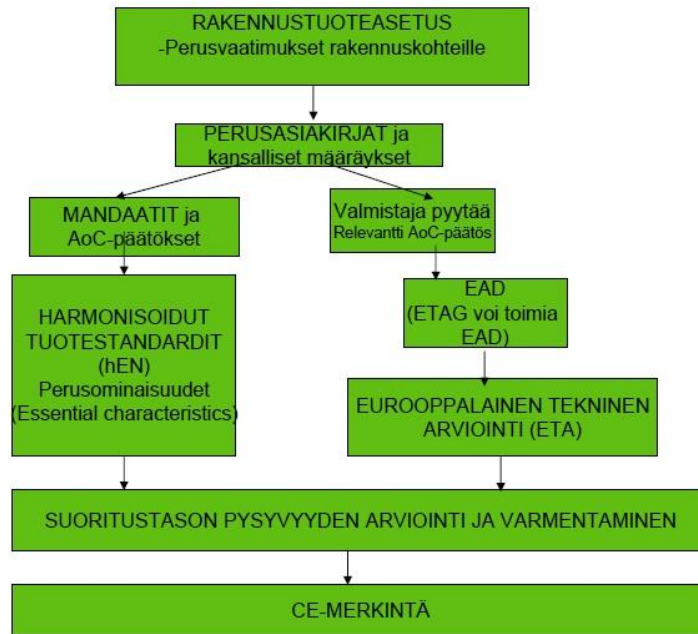 RAKENNUSTUOTEASETUS
-Perusvaatimukset rakennuskohteille
PERUSASIAKIRJAT ja
kansalliset määräykset
MANDAATIT ja
AoC-päätökset
Valmistaja pyytää
Relevantti AoC-päätös
HARMONISOIDUT
TUOTESTANDARDIT
(hEN)
Perusominaisuudet
(Essential characteristics)
EAD
(ETAG voi toimia
EAD)
EUROOPPALAINEN TEKNINEN
ARVIOINTI (ETA)
SUORITUSTASON PYSYVYYDEN ARVIOINTI JA VARMENTAMINEN
CE-MERKINTÄ